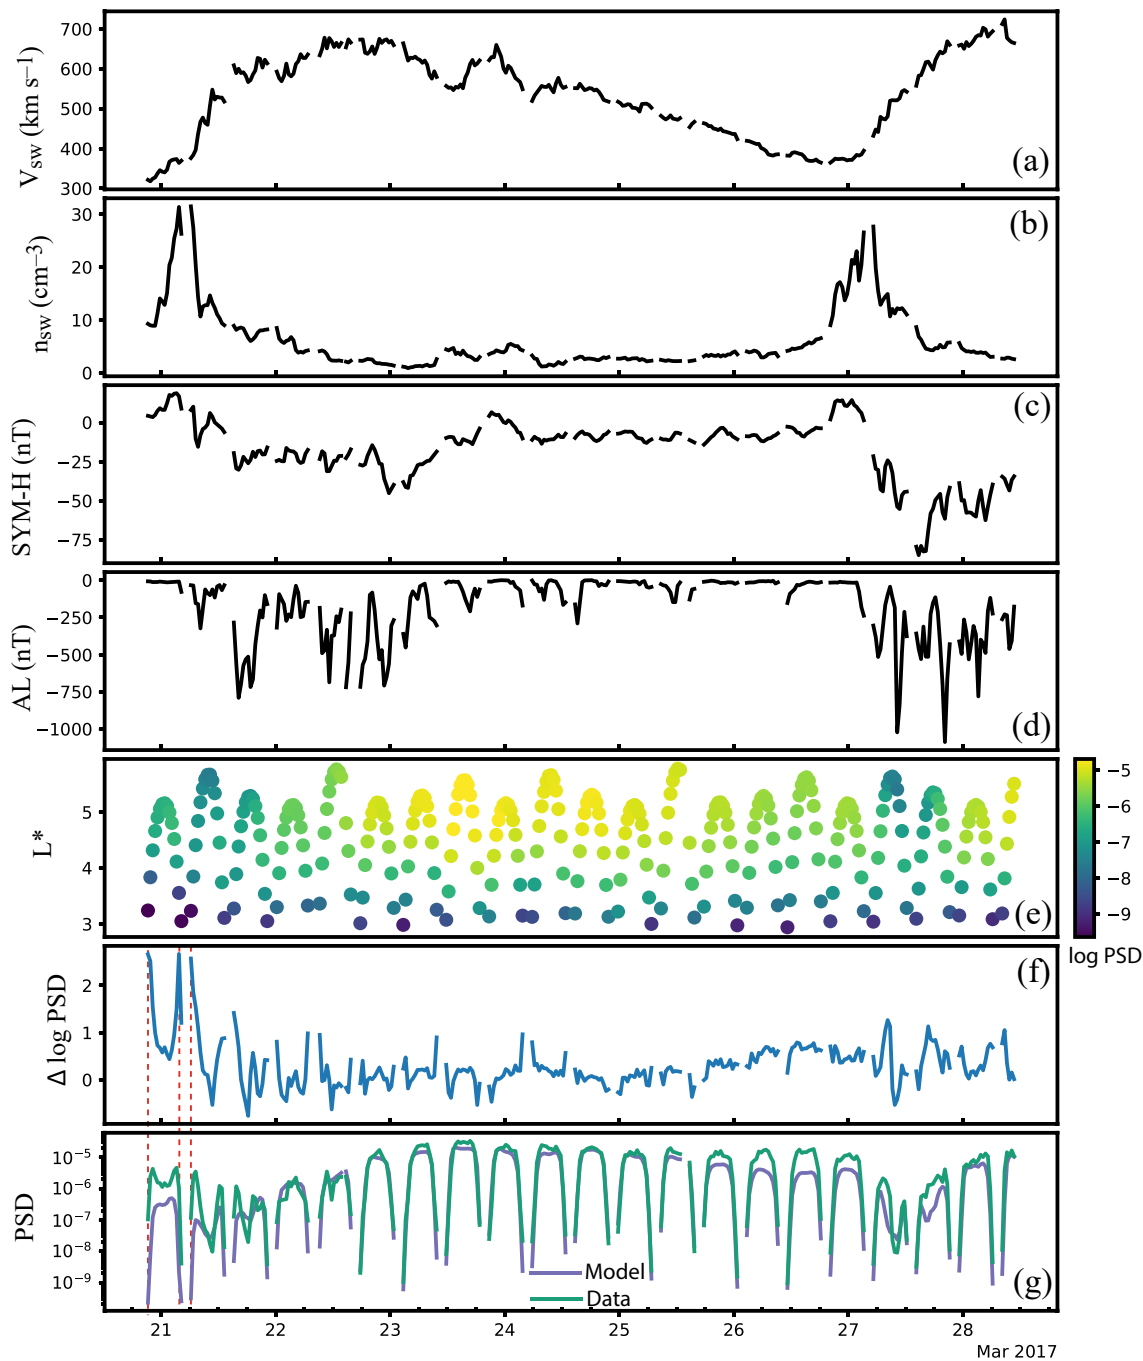 700
600
500
400
300
V_sw (km s⁻¹)
(a)
30
20
10
0
n_sw (cm⁻³)
(b)
0
−25
−50
−75
SYM-H (nT)
(c)
0
−250
−500
−750
−1000
AL (nT)
(d)
5
4
3
L*
(e)
−5
−6
−7
−8
−9
log PSD
2
1
0
Δ log PSD
(f)
10⁻⁵
10⁻⁶
10⁻⁷
10⁻⁸
10⁻⁹
PSD
Model
Data
(g)
21 22 23 24 25 26 27 28
Mar 2017